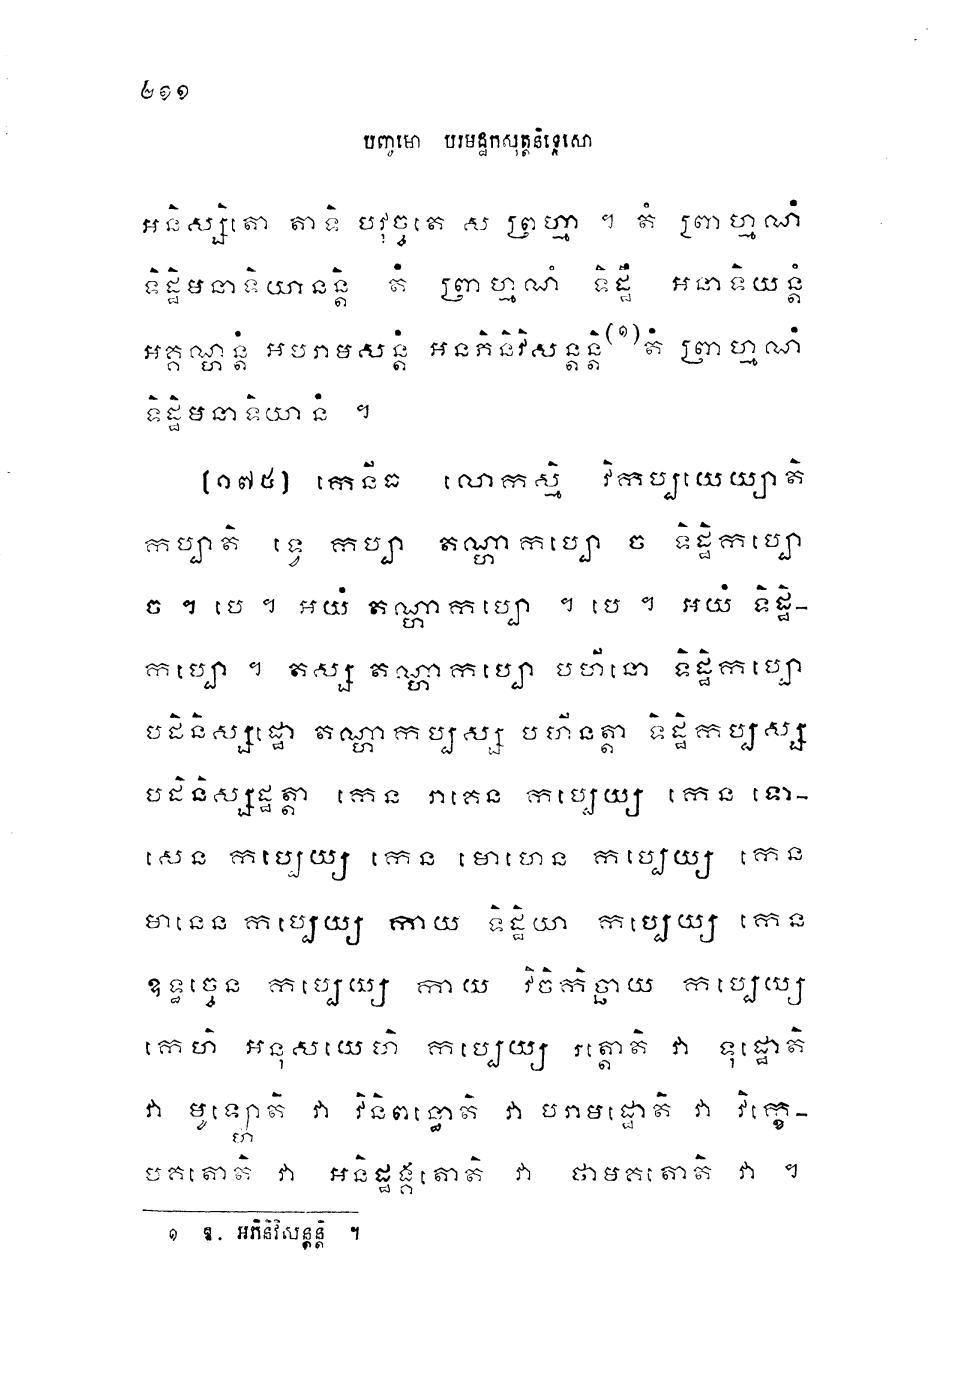 ២១១
បញ្ចមោ បរមដ្ឋកសុត្តនិទ្ទេសោ
អនិស្សិតោ តាទិ បវុច្ចតេ ស ព្រហ្មា ។ តំ ព្រាហ្មណំ
ទិដ្ឋិមនាទិយានន្តិ តំ ព្រាហ្មណំ ទិដ្ឋឹ អនាទិយន្តំ
អគ្គណ្ហន្តំ អបរាមសន្តំ អនភិនិវិសន្តន្តិ(១)តំ ព្រាហ្មណំ
ទិដ្ឋិមនាទិយានំ ។
[១៧៥] កេនីធ លោកស្មិ វិកប្បយេយ្យាតិ
កប្បាតិ ទ្វេ កប្បា តណ្ហាកប្បោ ច ទិដ្ឋិកប្បោ
ច ។ បេ ។ អយំ តណ្ហាកប្បោ ។ បេ ។ អយំ ទិដ្ឋិ-
កប្បោ ។ តស្ស តណ្ហាកប្បោ បហីនោ ទិដ្ឋិកប្បោ
បដិនិស្សដ្ឋោ តណ្ហាកប្បស្ស បហីនត្តា ទិដ្ឋិកប្បស្ស
បដិនិស្សដ្ឋត្តា កេន រាគេន កប្បេយ្យ កេន ទោ-
សេន កប្បេយ្យ កេន មោហេន កប្បេយ្យ កេន
មានេន កប្បេយ្យ កាយ ទិដ្ឋិយា កប្បេយ្យ កេន
ឧទ្ធច្ចេន កប្បេយ្យ កាយ វិចិកិច្ឆាយ កប្បេយ្យ
កេហិ អនុសយេហិ កប្បេយ្យ រត្តោតិ វា ទុដ្ឋោតិ
វា មូឡ្ហោតិ វា វិនិពន្ធោតិ វា បរាមដ្ឋោតិ វា វិក្ខេ-
បគតោតិ វា អនិដ្ឋង្គតោតិ វា ថាមគតោតិ វា ។
១ ឱ. អភិនិវិសន្តន្តិ ។